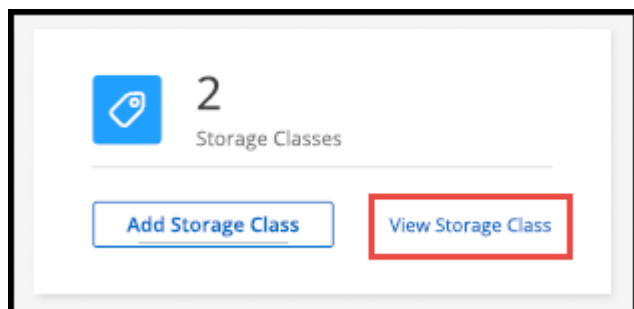 2
Storage Classes
Add Storage Class
View Storage Class